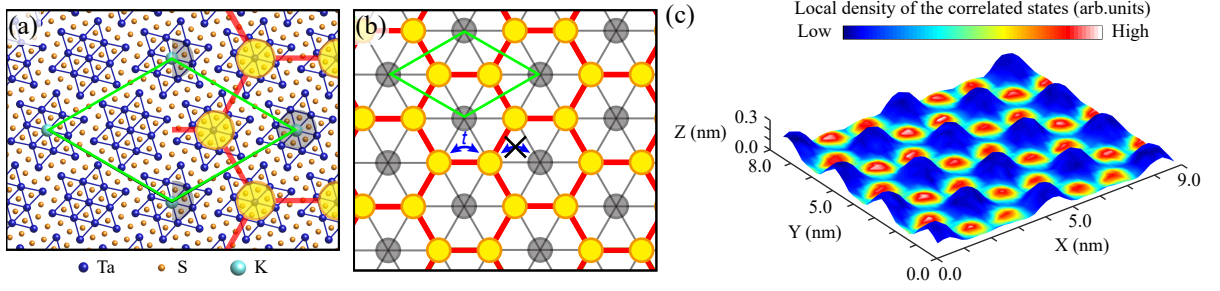 (a)
Ta
S
K
(b)
t
(c)
Local density of the correlated states (arb.units)
Low
High
Z (nm)
0.3
0.0
8.0
5.0
Y (nm)
0.0
0.0
5.0
X (nm)
9.0